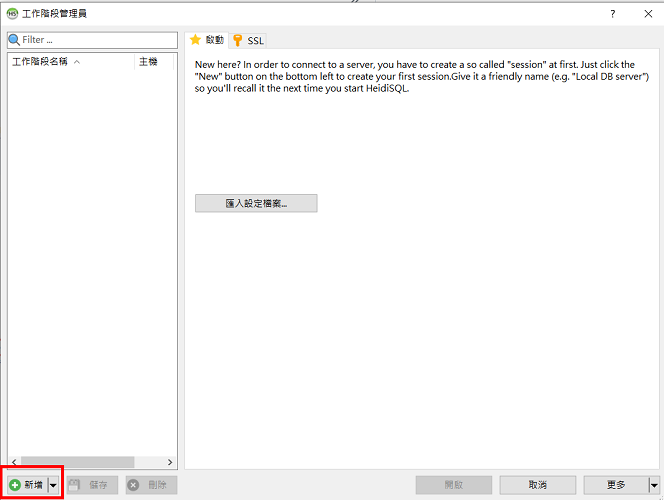 工作階段管理員
Filter ...
工作階段名稱 主機
啟動 SSL
New here? In order to connect to a server, you have to create a so called "session" at first. Just click the
"New" button on the bottom left to create your first session.Give it a friendly name (e.g. "Local DB server")
so you'll recall it the next time you start HeidiSQL.
匯入設定檔案...
新增 儲存 刪除 開啟 取消 更多